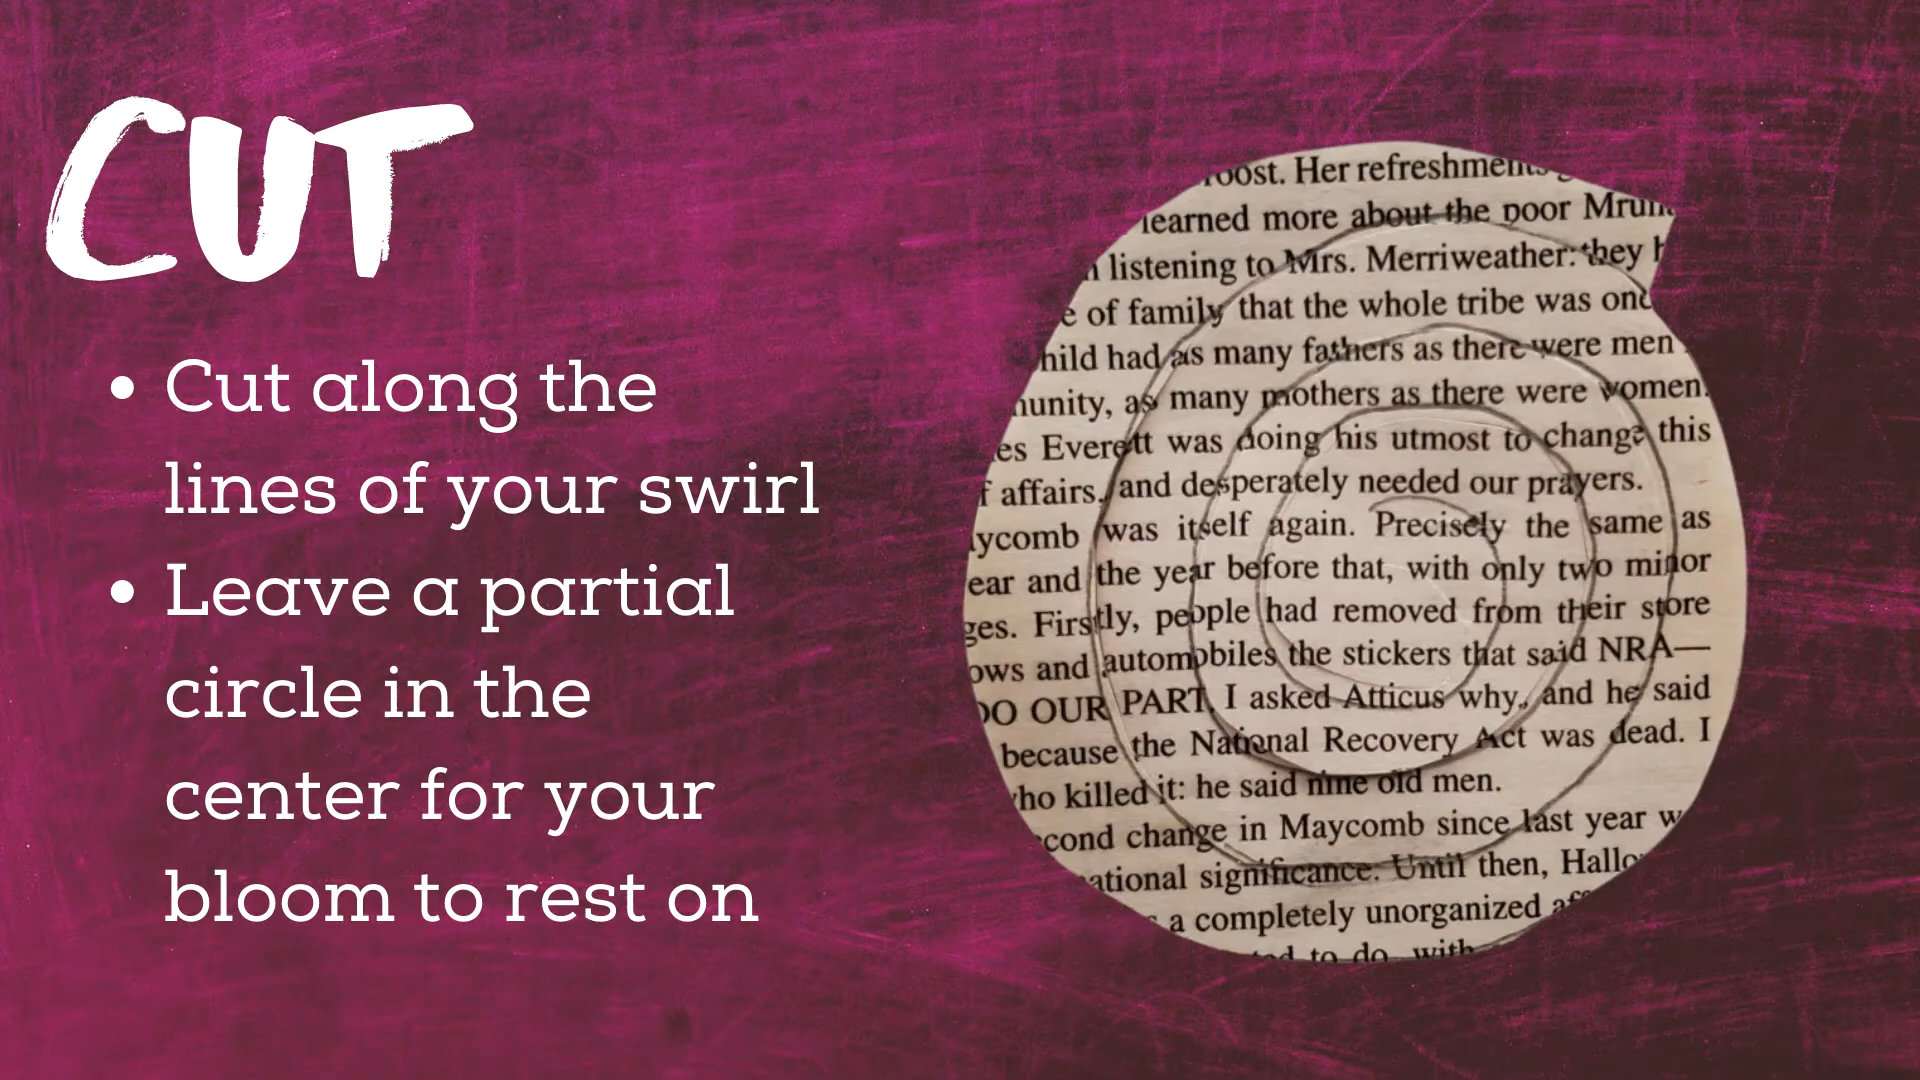 CUT
• Cut along the
lines of your swirl
• Leave a partial
circle in the
center for your
bloom to rest on
roost. Her refreshments
learned more about the poor
listening to Mrs. Merriweather: they
e of family that the whole tribe was
had as many fathers as there were men
many mothers as there were women.
es Everett was doing his utmost to change this
f affairs, and desperately needed our prayers.
ycomb was itself again. Precisely the same as
ear and the year before that, with only two minor
ges. Firstly, people had removed from their store
ows and automobiles the stickers that said NRA—
DO OUR PART. I asked Atticus why, and he said
because the National Recovery Act was dead. I
who killed it: he said nine old men.
cond change in Maycomb since last year
ational significance. Until then,
a completely unorganized
to do with